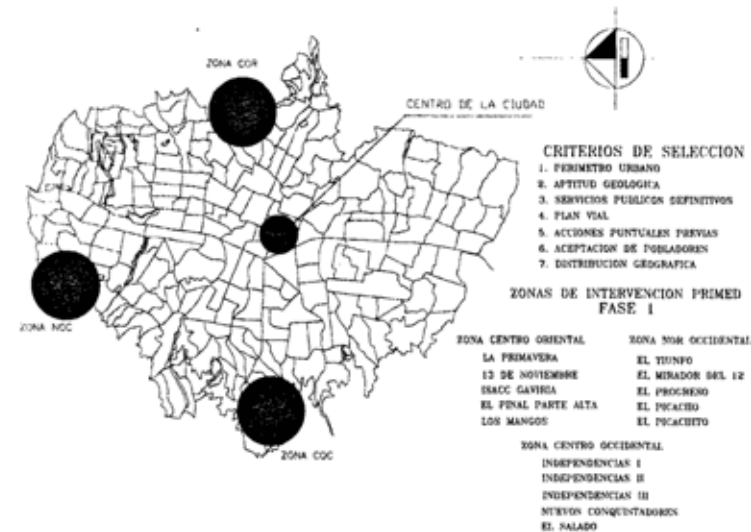 ZONA COR
CENTRO DE LA CIUDAD
ZONA NOC
ZONA COC
CRITERIOS DE SELECCION
1. PERIMETRO URBANO
2. APTITUD GEOLOGICA
3. SERVICIOS PUBLICOS DEFINITIVOS
4. PLAN VIAL
5. ACCIONES PUNTUALES PREVIAS
6. ACEPTACION DE POBLADORES
7. DISTRIBUCION GEOGRAFICA
ZONAS DE INTERVENCION PRIMED
FASE 1
ZONA CENTRO ORIENTAL
LA PRIMAVERA
13 DE NOVIEMBRE
ISACC GAVIRIA
EL PINAL PARTE ALTA
LOS MANGOS
ZONA NOR OCCIDENTAL
EL TIUNFO
EL MIRADOR DEL 12
EL PROGRESO
EL PICACHO
EL PICACHITO
ZONA CENTRO OCCIDENTAL
INDEPENDENCIAS I
INDEPENDENCIAS II
INDEPENDENCIAS III
NUEVOS CONQUISTADORES
EL SALADO